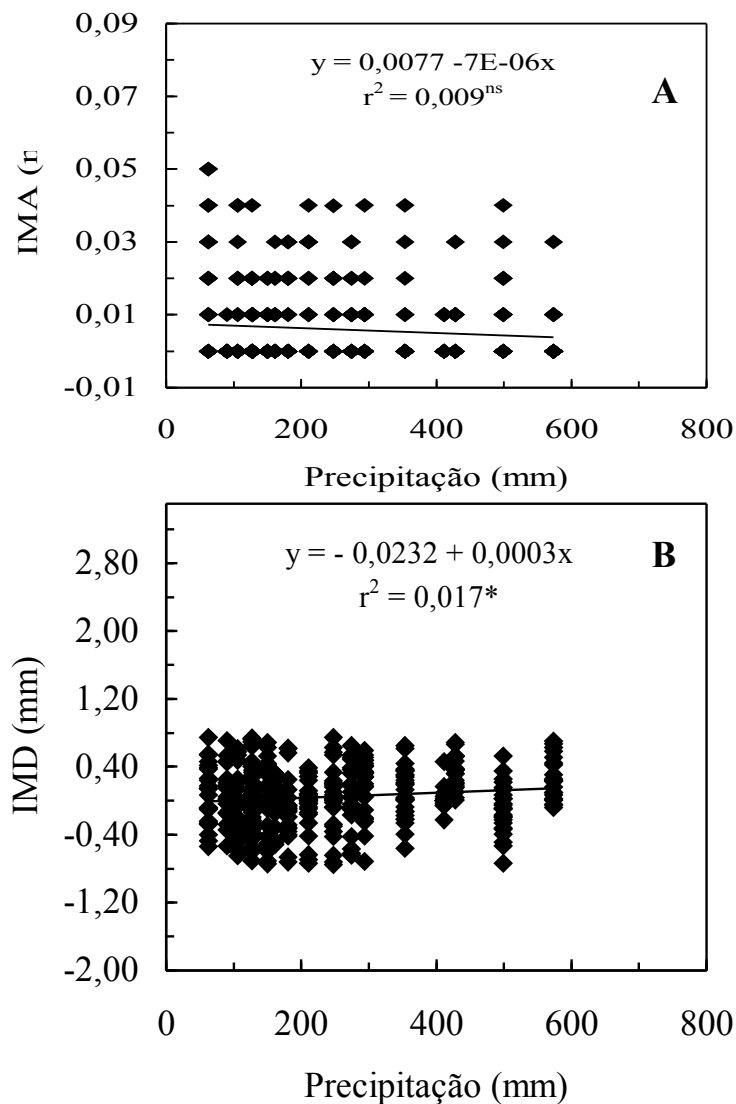 0,09
y = 0,0077 -7E-06x
A
0,07
r² = 0,009ⁿˢ
0,05
IMA (
0,03
0,01
-0,01
0 200 400 600 800
Precipitação (mm)
2,80
y = - 0,0232 + 0,0003x
B
r² = 0,017*
2,00
1,20
IMD (mm)
0,40
-0,40
-1,20
-2,00
0 200 400 600 800
Precipitação (mm)